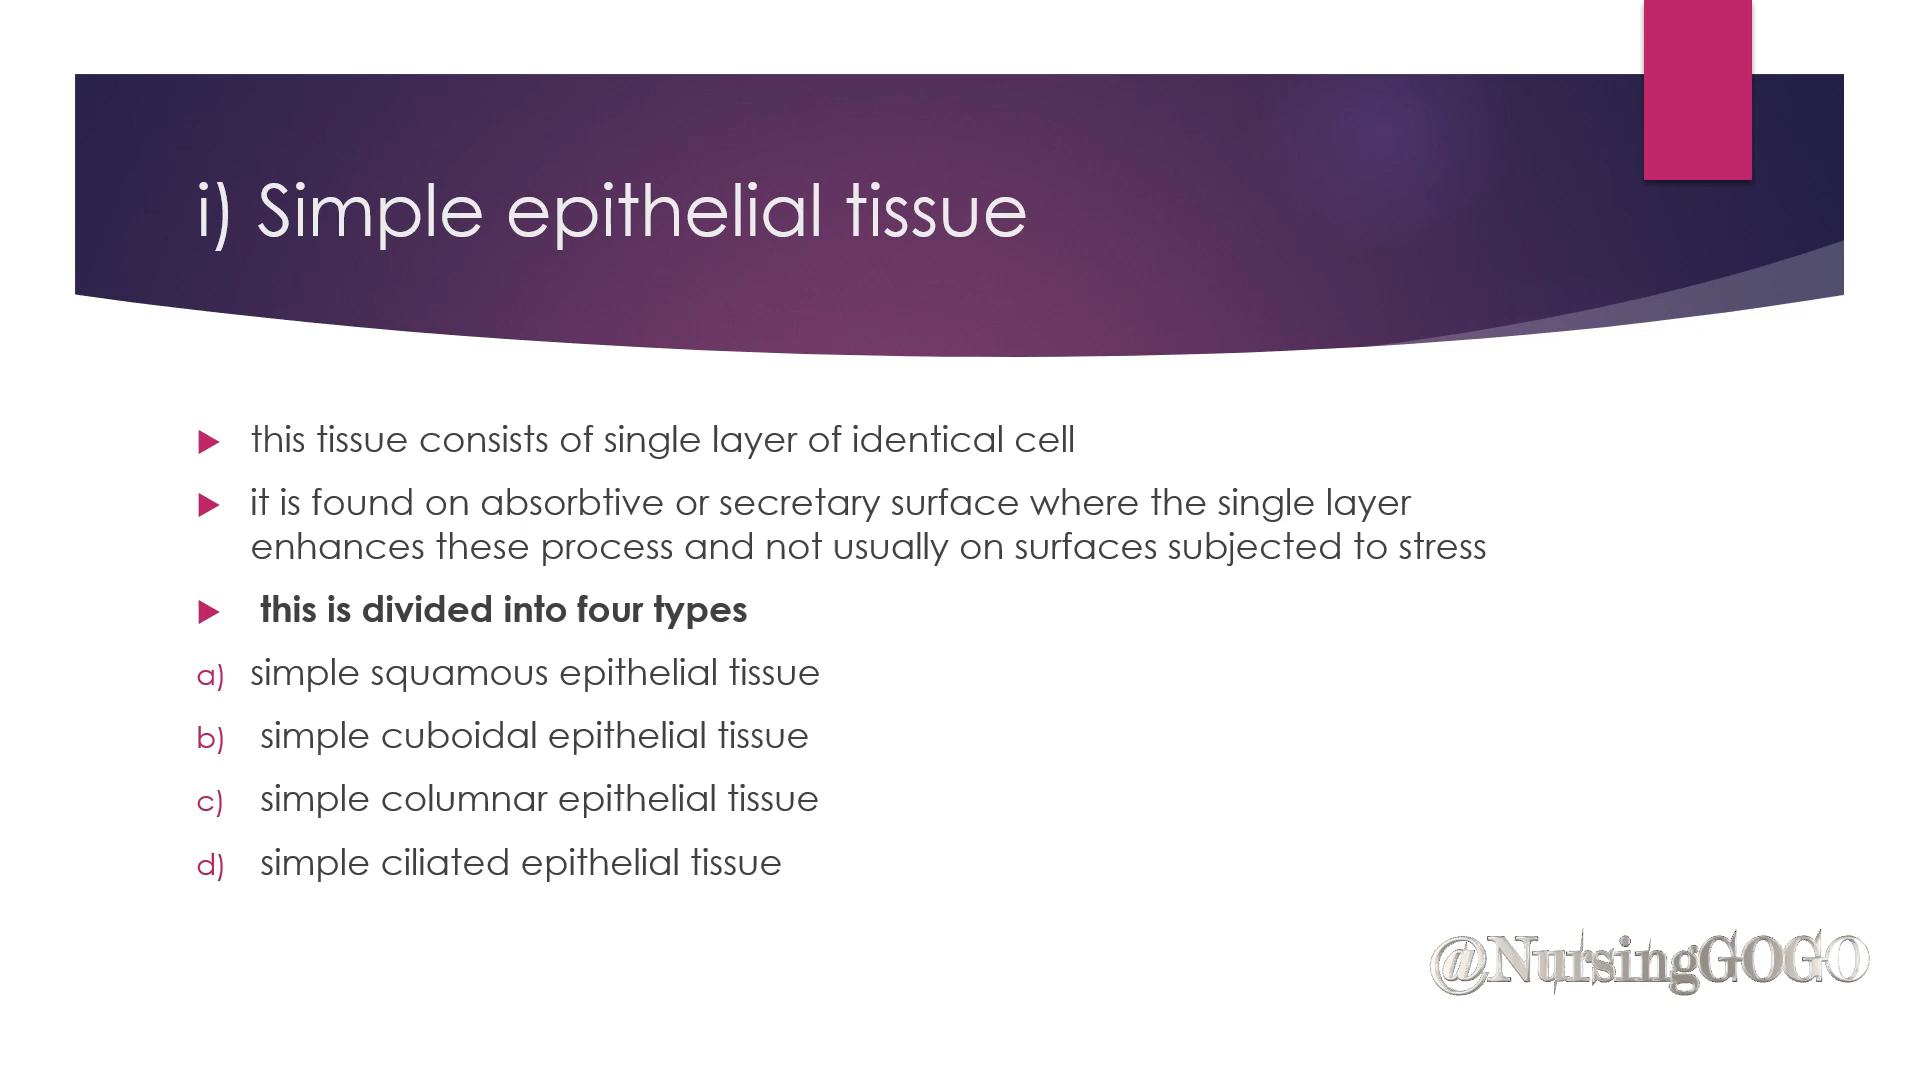 i) Simple epithelial tissue
this tissue consists of single layer of identical cell
it is found on absorbtive or secretary surface where the single layer
enhances these process and not usually on surfaces subjected to stress
this is divided into four types
a) simple squamous epithelial tissue
b) simple cuboidal epithelial tissue
c) simple columnar epithelial tissue
d) simple ciliated epithelial tissue
@NursingGOGO